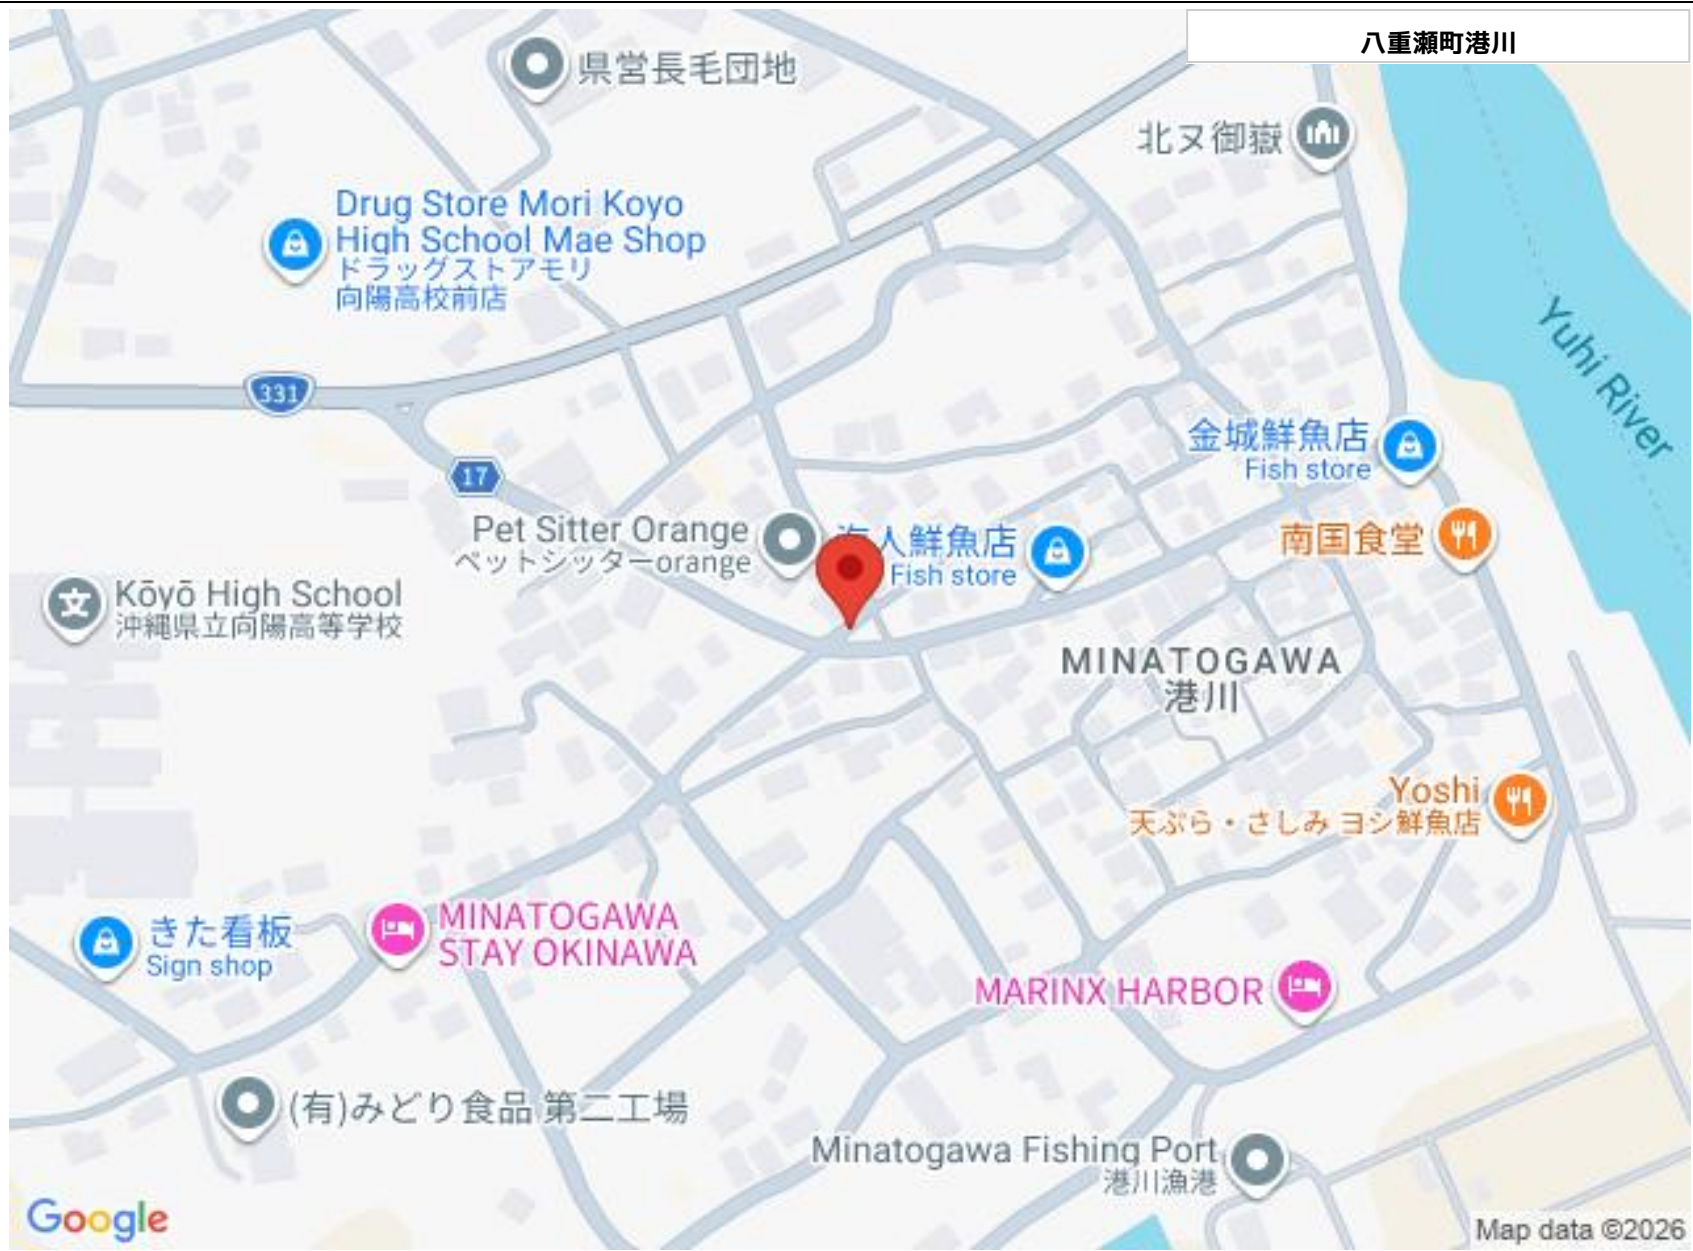 八重瀬町港川
県営長毛団地
北ヌ御嶽
Drug Store Mori Koyo
High School Mae Shop
ドラッグストアモリ
向陽高校前店
Yuhi River
331
金城鮮魚店
Fish store
17
Pet Sitter Orange
ペットシッターorange
人鮮魚店
Fish store
南国食堂
Kōyō High School
沖縄県立向陽高等学校
MINATOGAWA
港川
Yoshi
天ぷら・さしみ ヨシ鮮魚店
きた看板
Sign shop
MINATOGAWA
STAY OKINAWA
MARINX HARBOR
(有)みどり食品 第二工場
Minatogawa Fishing Port
港川漁港
Google
Map data ©2026